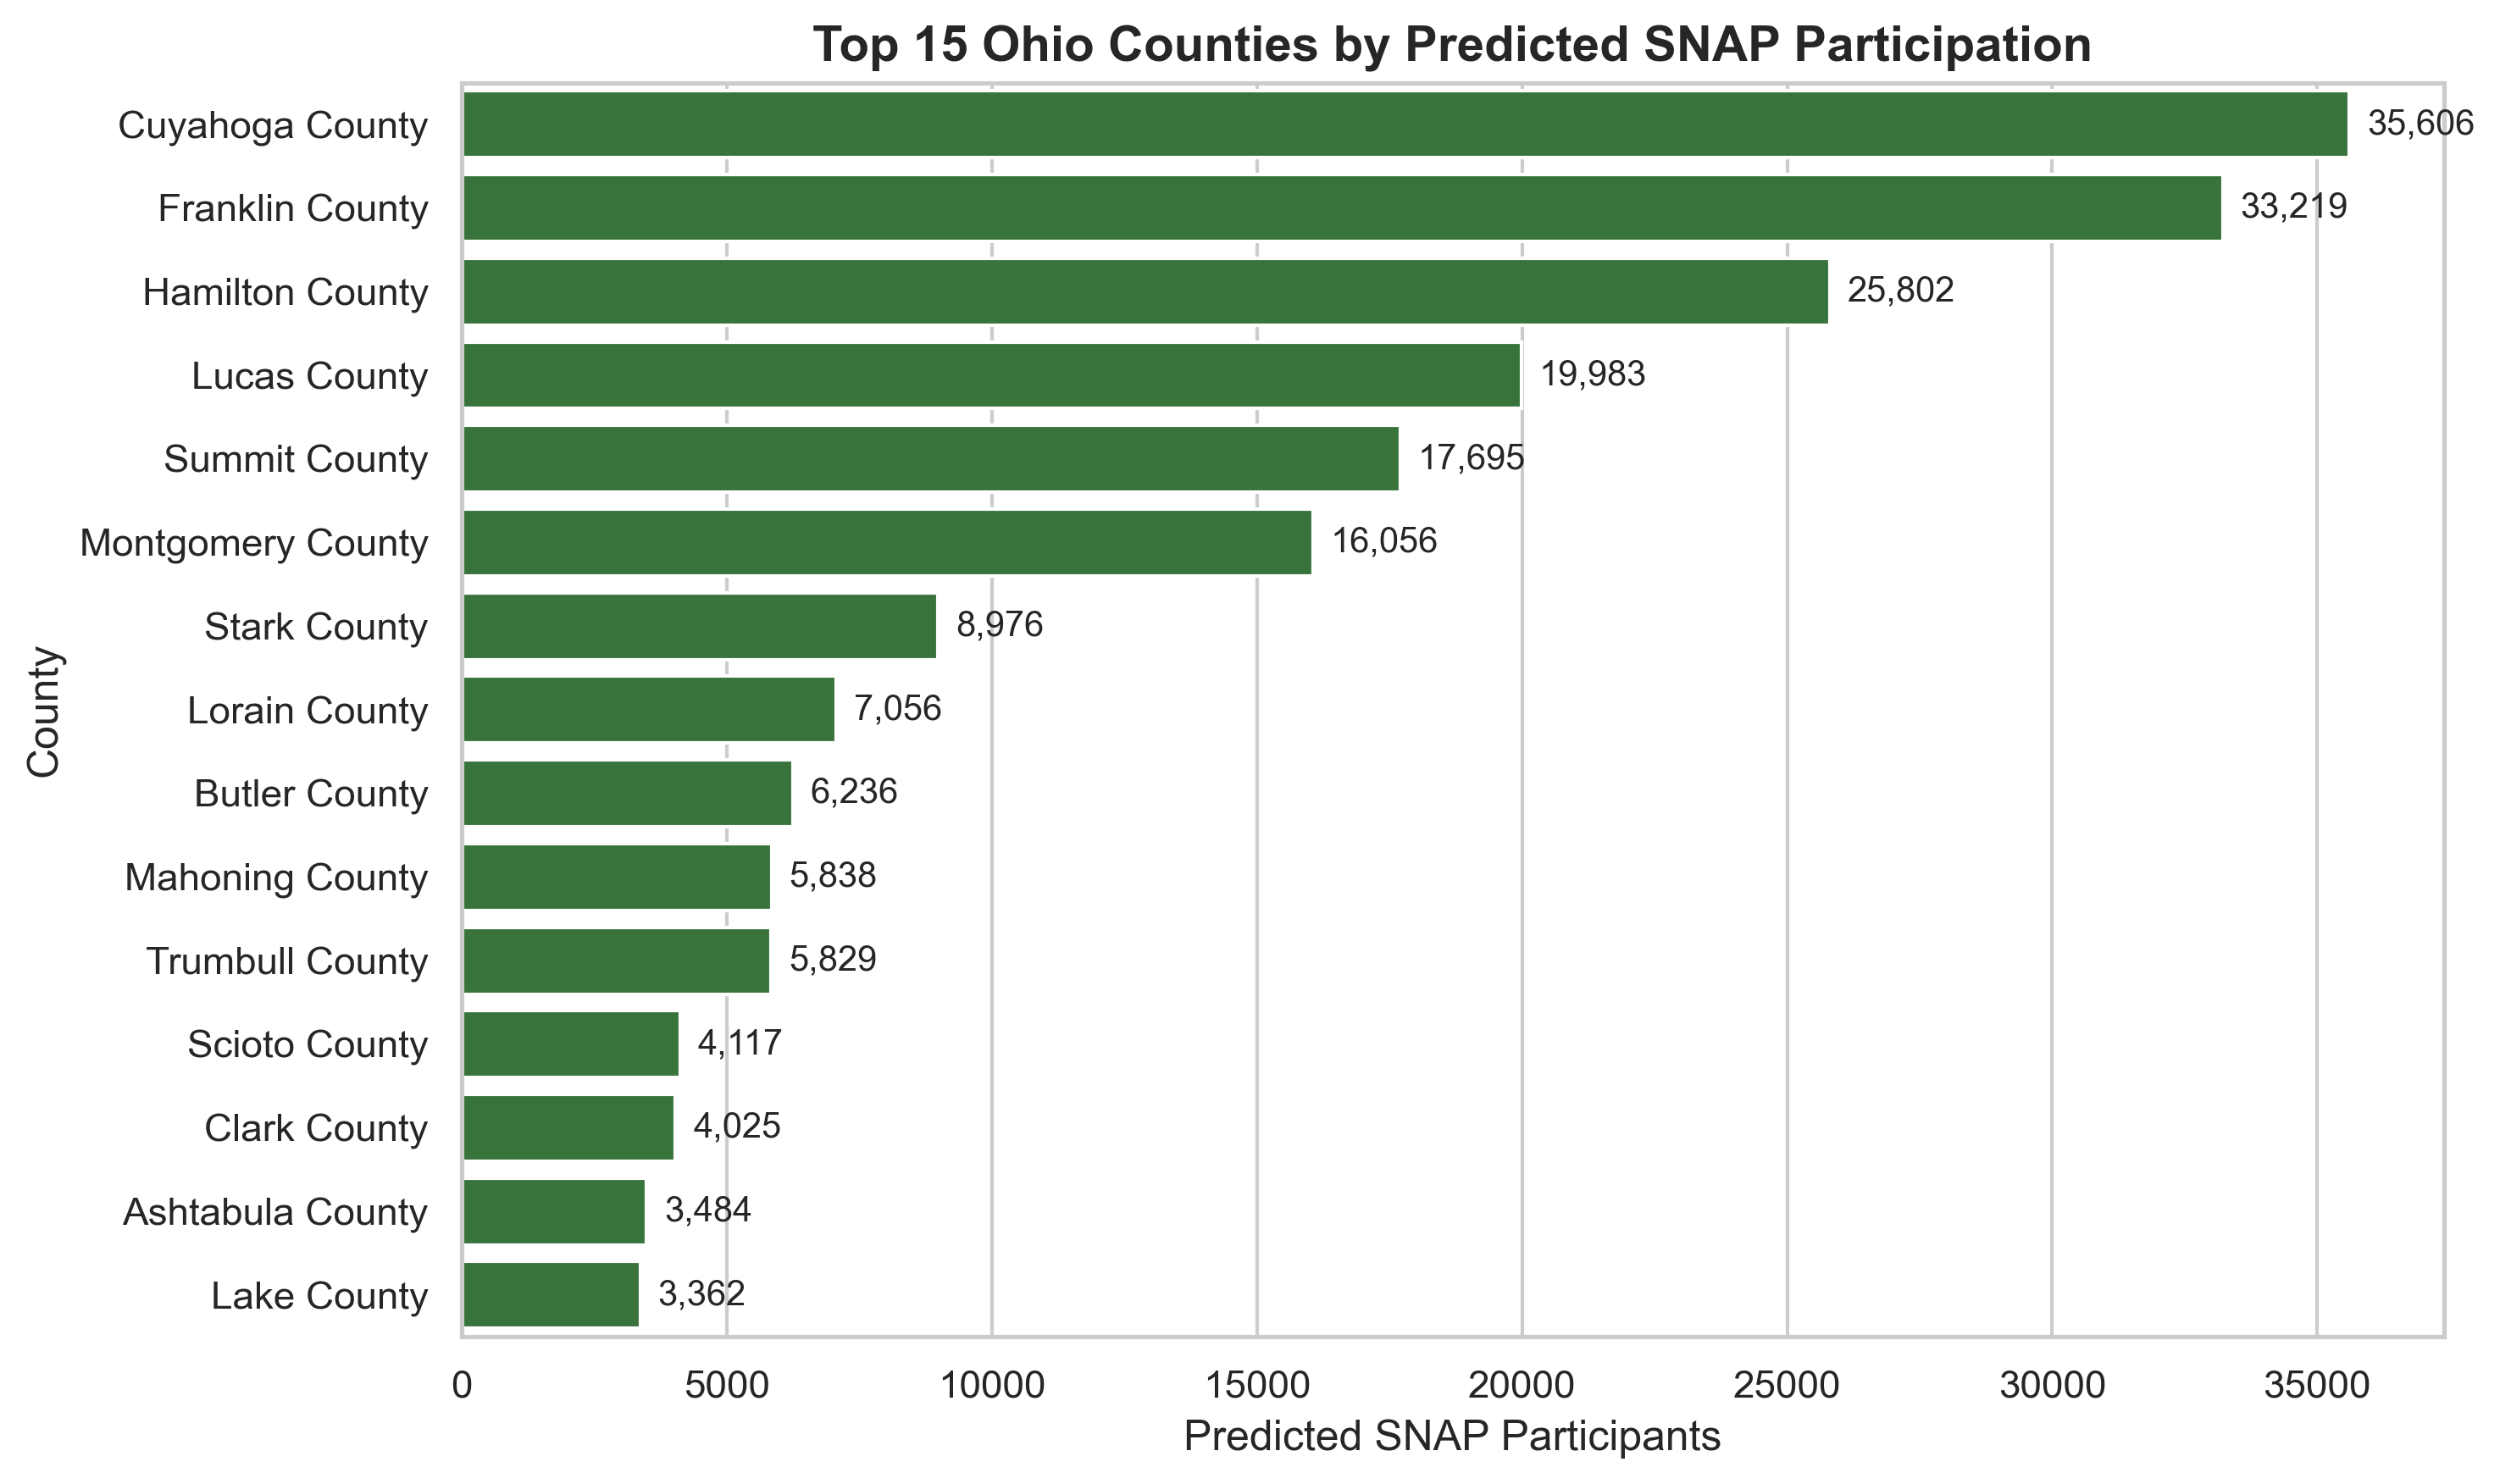 Top 15 Ohio Counties by Predicted SNAP Participation
County
Cuyahoga County 35,606
Franklin County 33,219
Hamilton County 25,802
Lucas County 19,983
Summit County 17,695
Montgomery County 16,056
Stark County 8,976
Lorain County 7,056
Butler County 6,236
Mahoning County 5,838
Trumbull County 5,829
Scioto County 4,117
Clark County 4,025
Ashtabula County 3,484
Lake County 3,362
0 5000 10000 15000 20000 25000 30000 35000
Predicted SNAP Participants